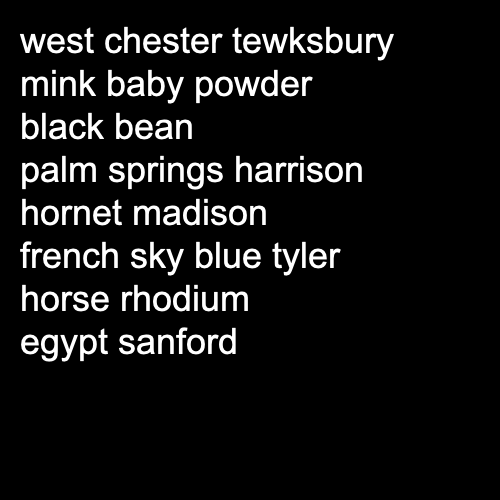 west chester tewksbury
mink baby powder
black bean
palm springs harrison
hornet madison
french sky blue tyler
horse rhodium
egypt sanford